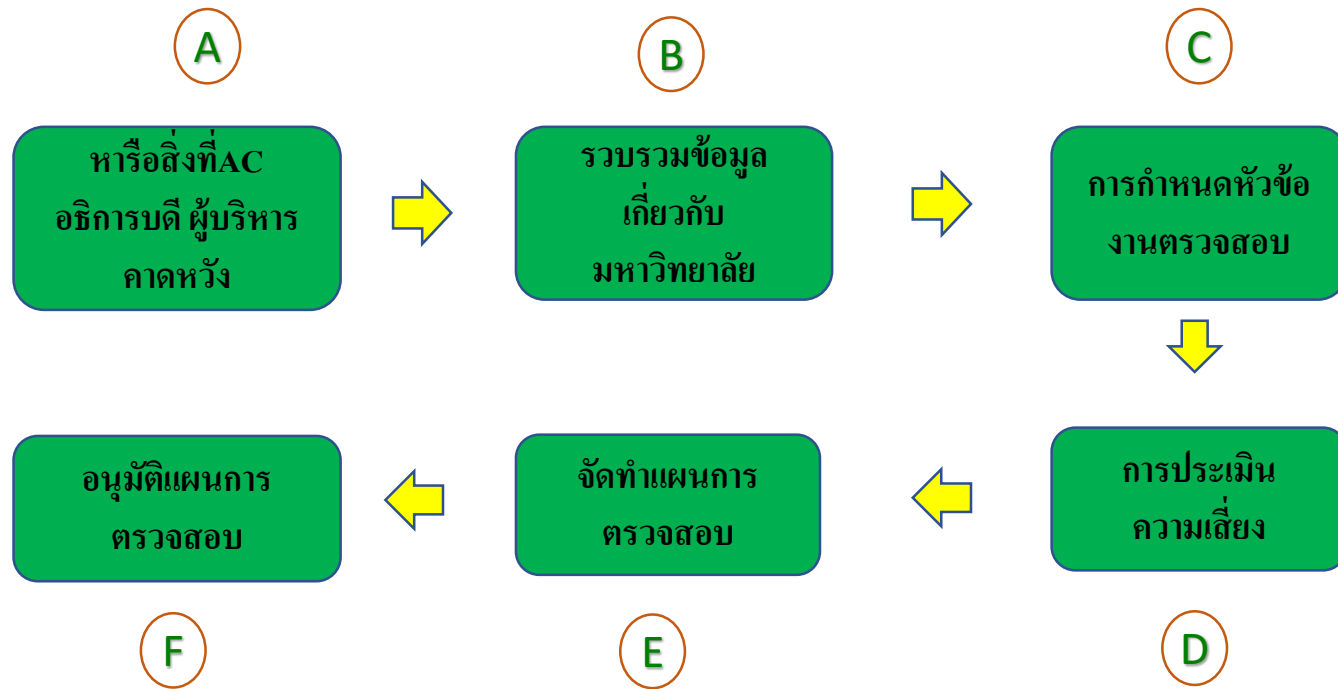 A
B
C
หารือสิ่งที่AC
อธิการบดี ผู้บริหาร
คาดหวัง
รวบรวมข้อมูล
เกี่ยวกับ
มหาวิทยาลัย
การกำหนดหัวข้อ
งานตรวจสอบ
อนุมัติแผนการ
ตรวจสอบ
จัดทำแผนการ
ตรวจสอบ
การประเมิน
ความเสี่ยง
F
E
D